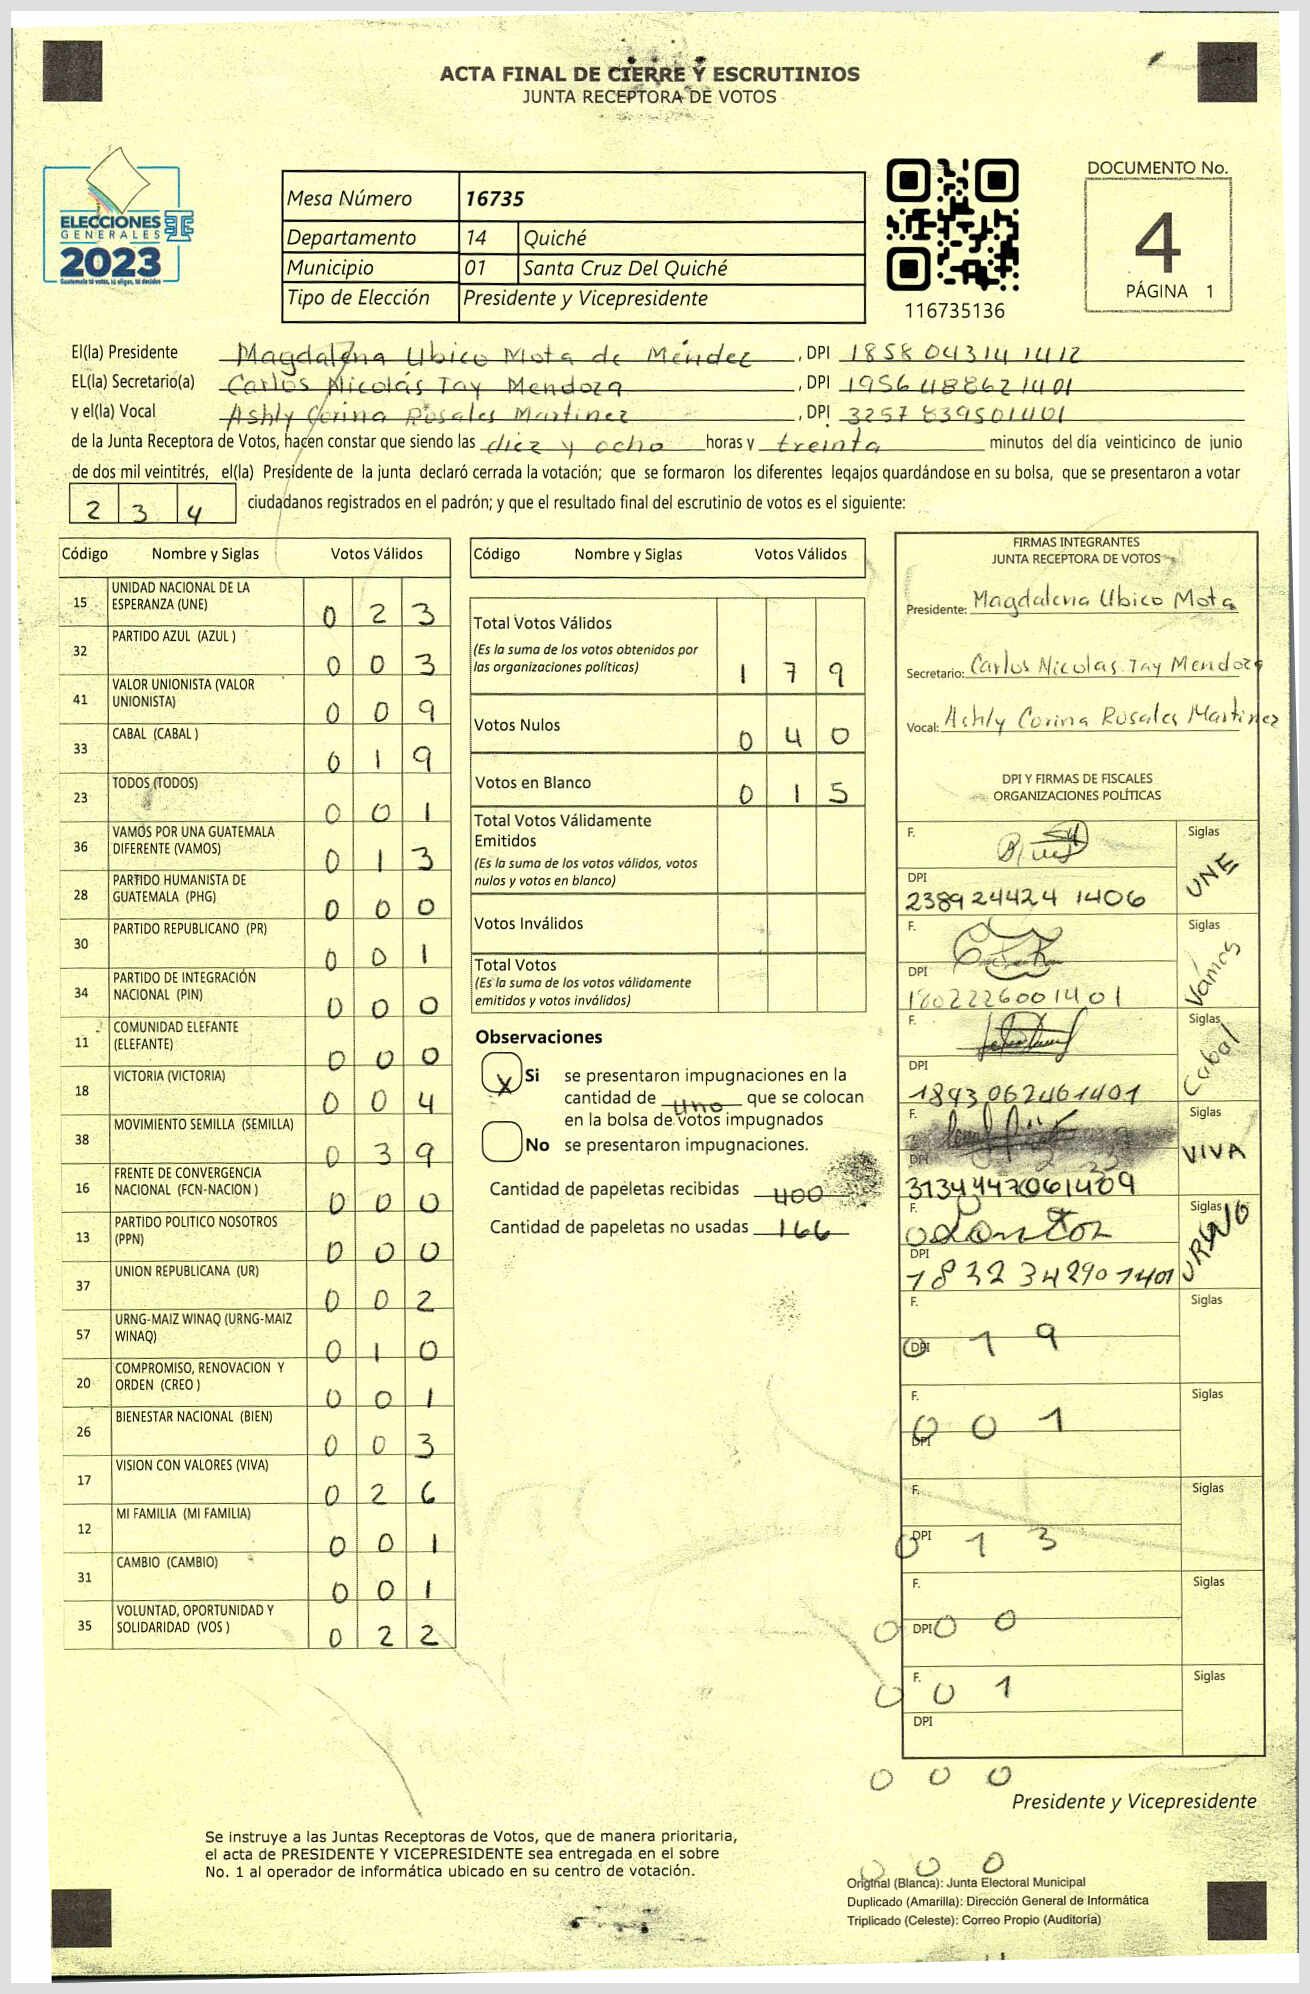 ACTA FINAL DE CIERRE Y ESCRUTINIOS
JUNTA RECEPTORA DE VOTOS
ELECCIONES
GENERALES
2023
Guatemala tú votas, tú eliges, tú decides
Mesa Número 16735
Departamento 14 Quiché
Municipio 01 Santa Cruz Del Quiché
Tipo de Elección Presidente y Vicepresidente
116735136
DOCUMENTO No.
4
PÁGINA 1
El(la) Presidente Magdalena Ubico Mota de Méndez, DPI 1858 04314 1412
EL(la) Secretario(a) Carlos Nicolás Tay Mendoza, DPI 1956488621401
y el(la) Vocal Ashly Corina Rosales Martinez, DPI 3257 839501401
de la Junta Receptora de Votos, hacen constar que siendo las diez y ocho horas y treinta minutos del día veinticinco de junio
de dos mil veintitrés, el(la) Presidente de la junta declaró cerrada la votación; que se formaron los diferentes legajos guardándose en su bolsa, que se presentaron a votar
2 3 4 ciudadanos registrados en el padrón; y que el resultado final del escrutinio de votos es el siguiente:
Código Nombre y Siglas Votos Válidos
15 UNIDAD NACIONAL DE LA ESPERANZA (UNE) 0 2 3
32 PARTIDO AZUL (AZUL ) 0 0 3
41 VALOR UNIONISTA (VALOR UNIONISTA) 0 0 9
33 CABAL (CABAL ) 0 1 9
23 TODOS (TODOS) 0 0 1
36 VAMOS POR UNA GUATEMALA DIFERENTE (VAMOS) 0 1 3
28 PARTIDO HUMANISTA DE GUATEMALA (PHG) 0 0 0
30 PARTIDO REPUBLICANO (PR) 0 0 1
34 PARTIDO DE INTEGRACIÓN NACIONAL (PIN) 0 0 0
11 COMUNIDAD ELEFANTE (ELEFANTE) 0 0 0
18 VICTORIA (VICTORIA) 0 0 4
38 MOVIMIENTO SEMILLA (SEMILLA) 0 3 9
16 FRENTE DE CONVERGENCIA NACIONAL (FCN-NACION ) 0 0 0
13 PARTIDO POLITICO NOSOTROS (PPN) 0 0 0
37 UNION REPUBLICANA (UR) 0 0 2
57 URNG-MAIZ WINAQ (URNG-MAIZ WINAQ) 0 1 0
20 COMPROMISO, RENOVACION Y ORDEN (CREO ) 0 0 1
26 BIENESTAR NACIONAL (BIEN) 0 0 3
17 VISION CON VALORES (VIVA) 0 2 6
12 MI FAMILIA (MI FAMILIA) 0 0 1
31 CAMBIO (CAMBIO) 0 0 1
35 VOLUNTAD, OPORTUNIDAD Y SOLIDARIDAD (VOS ) 0 2 2
Código Nombre y Siglas Votos Válidos
Total Votos Válidos
(Es la suma de los votos obtenidos por
las organizaciones políticas) 1 7 9
Votos Nulos 0 4 0
Votos en Blanco 0 1 5
Total Votos Válidamente
Emitidos
(Es la suma de los votos válidos, votos
nulos y votos en blanco)
Votos Inválidos
Total Votos
(Es la suma de los votos válidamente
emitidos y votos inválidos)
Observaciones
X Si se presentaron impugnaciones en la
cantidad de uno que se colocan
en la bolsa de votos impugnados
No se presentaron impugnaciones.
Cantidad de papeletas recibidas 400
Cantidad de papeletas no usadas 166
FIRMAS INTEGRANTES
JUNTA RECEPTORA DE VOTOS
Presidente: Magdalena Ubico Mota
Secretario: Carlos Nicolas Tay Mendoza
Vocal: Ashly Corina Rosales Martinez
DPI Y FIRMAS DE FISCALES
ORGANIZACIONES POLÍTICAS
F. Siglas UNE
DPI 238924424 1406
F. Siglas Vamos
DPI 1802226001401
F. Siglas Cabal
DPI 1893062461401
F. Siglas VIVA
DPI 3134447061409
F. Siglas URNG
DPI 1832342901401
F. Siglas
DPI 0 1 9
F. Siglas
DPI 0 0 1
F. Siglas
DPI 0 1 3
F. Siglas
DPI 0 0 0
F. Siglas
0 0 1
DPI
0 0 0
Presidente y Vicepresidente
Se instruye a las Juntas Receptoras de Votos, que de manera prioritaria,
el acta de PRESIDENTE Y VICEPRESIDENTE sea entregada en el sobre
No. 1 al operador de informática ubicado en su centro de votación.
0 0 0
Original (Blanca): Junta Electoral Municipal
Duplicado (Amarilla): Dirección General de Informática
Triplicado (Celeste): Correo Propio (Auditoría)